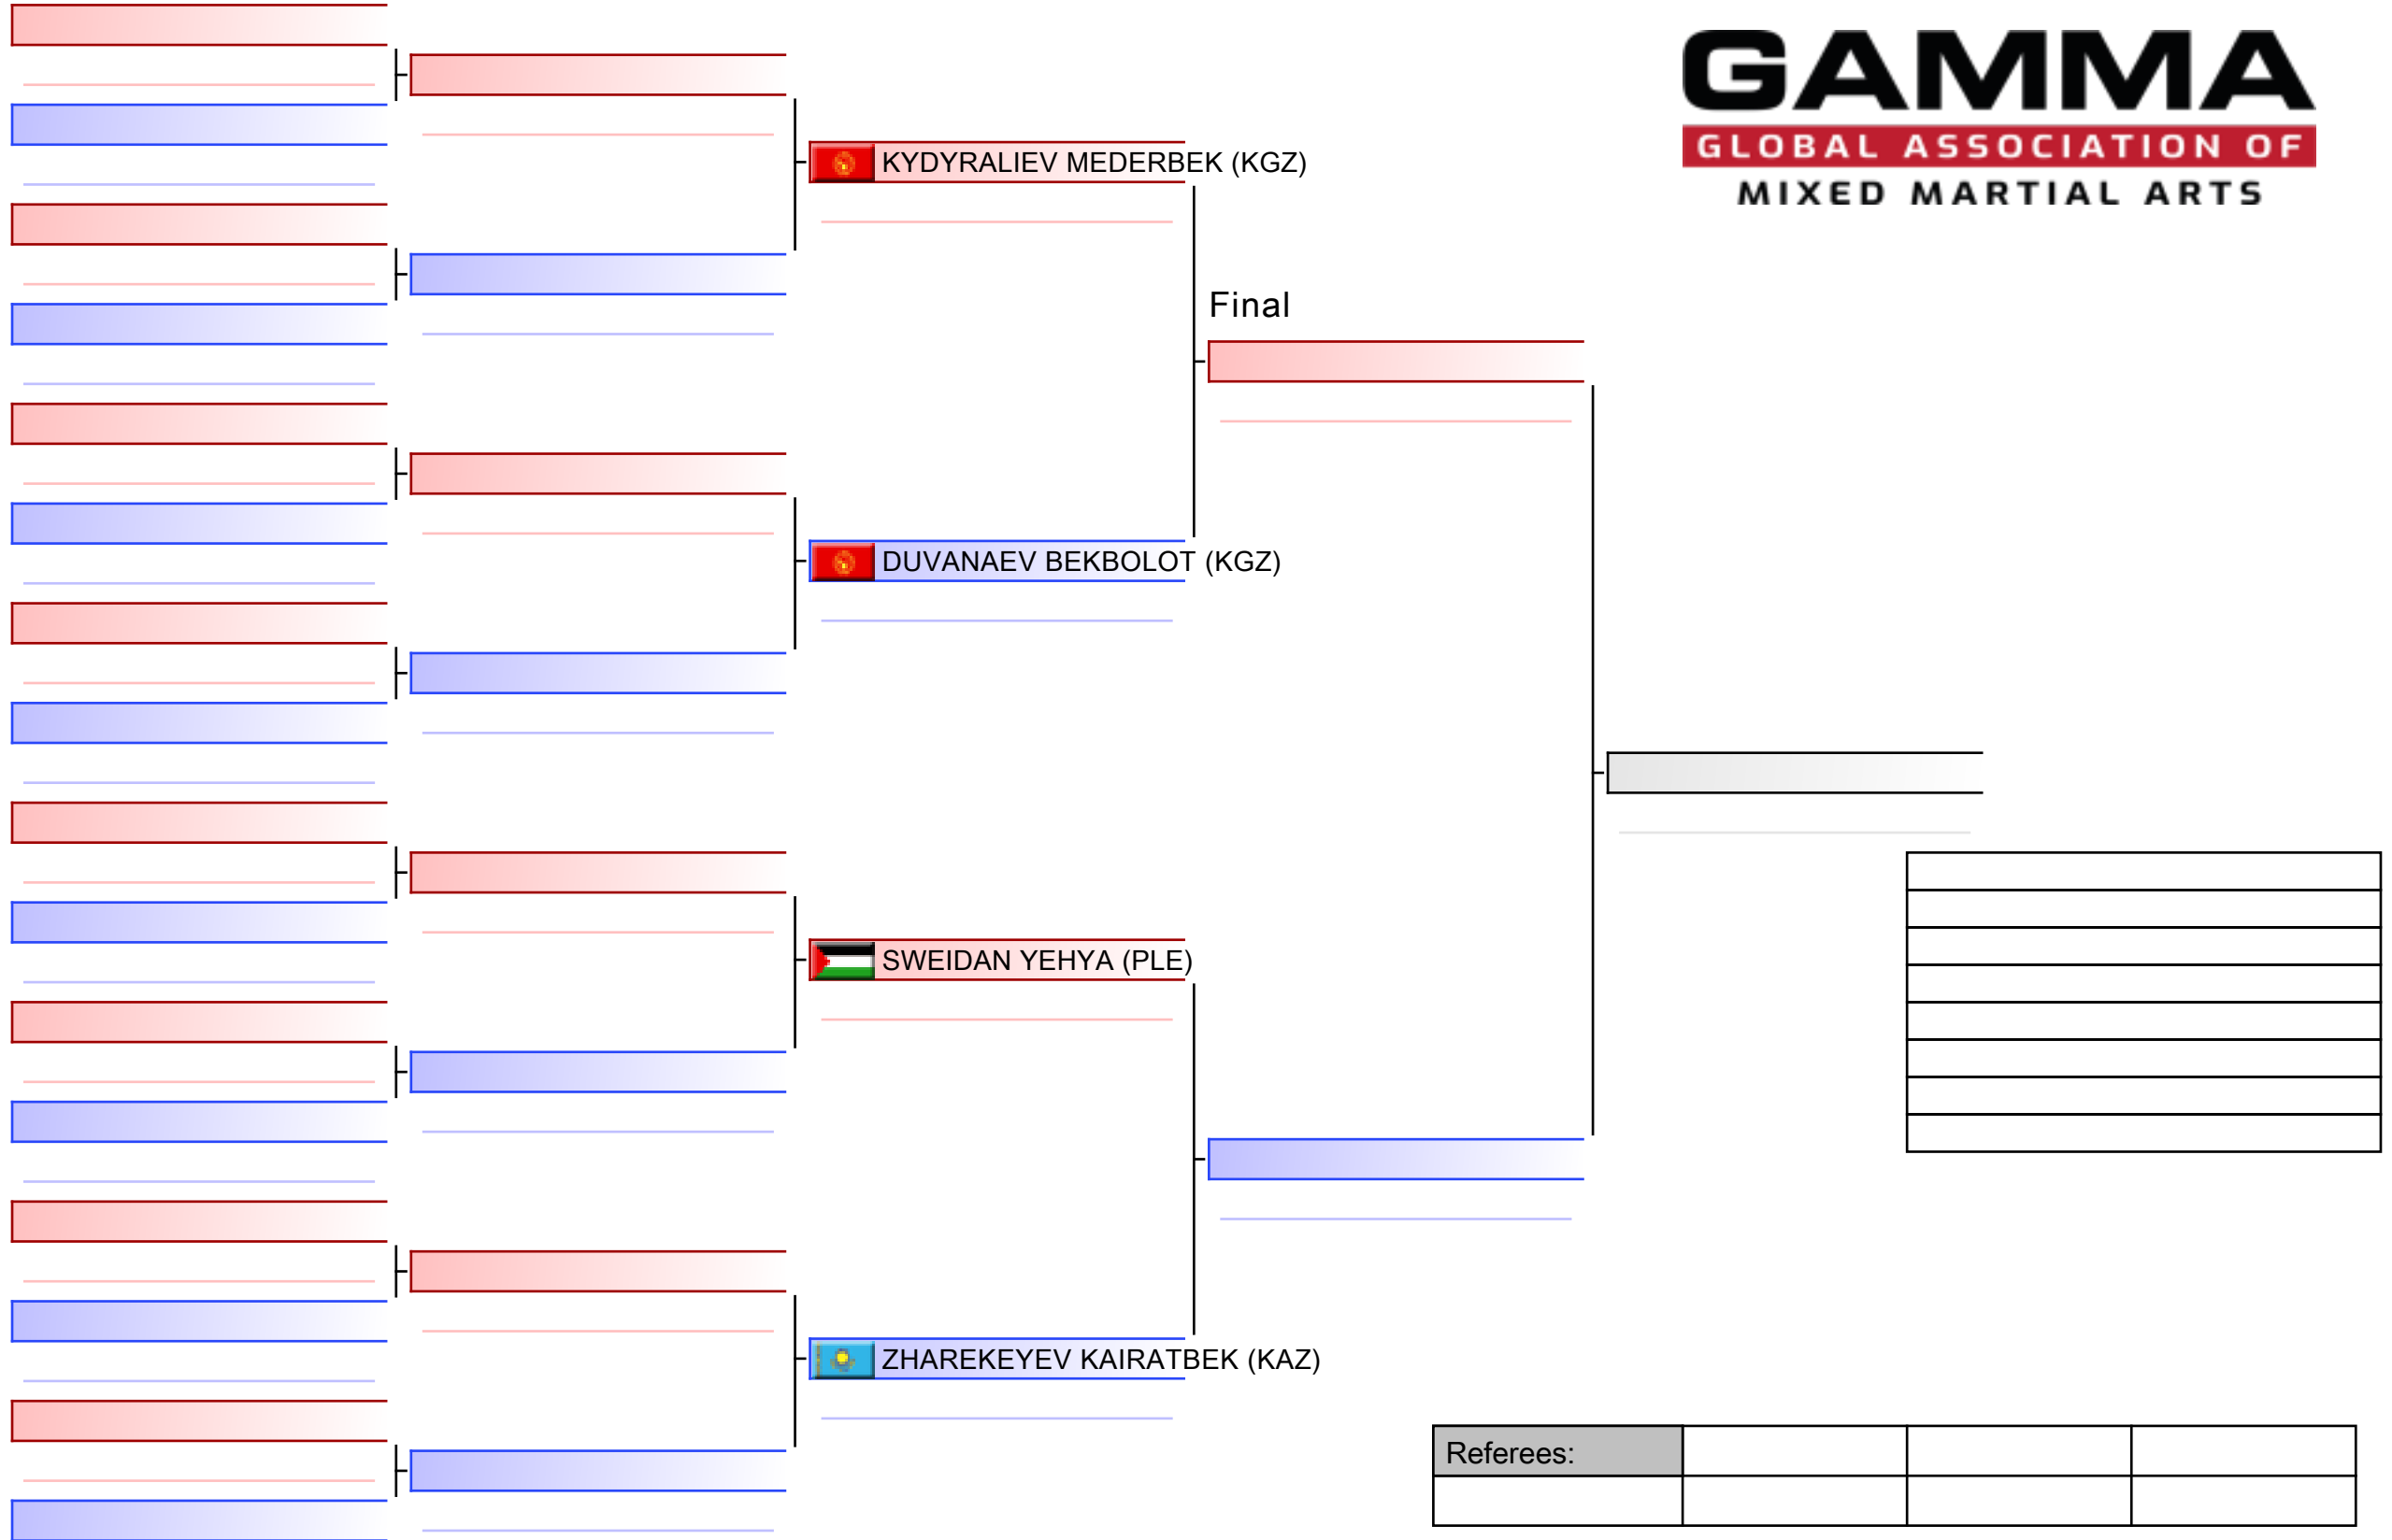 GAMMA
GLOBAL ASSOCIATION OF
MIXED MARTIAL ARTS
KYDYRALIEV MEDERBEK (KGZ)
Final
DUVANAEV BEKBOLOT (KGZ)
SWEIDAN YEHYA (PLE)
ZHAREKEYEV KAIRATBEK (KAZ)
Referees: